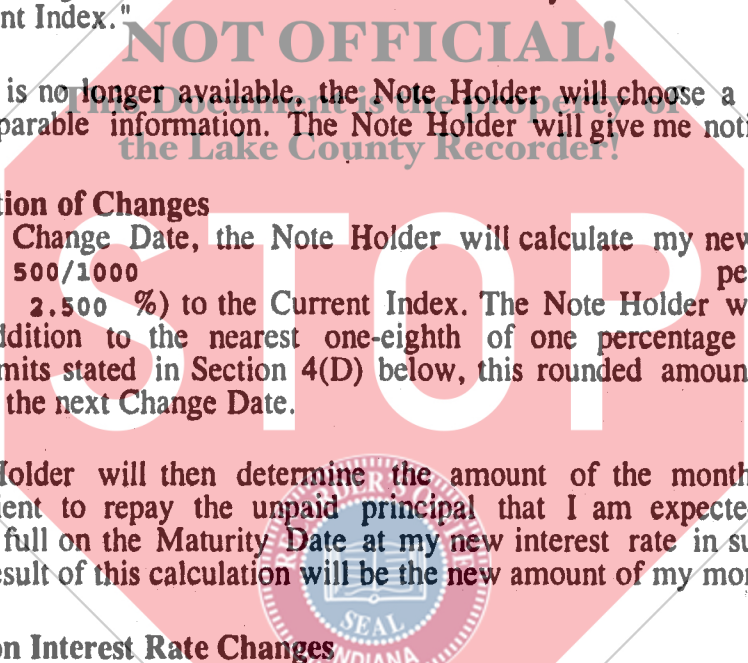 nt Index."
NOT OFFICIAL!
is no longer available, the Note Holder will choose a
This Document is the property of
parable information. The Note Holder will give me noti
the Lake County Recorder!
tion of Changes
Change Date, the Note Holder will calculate my new
500/1000 pe
2.500 %) to the Current Index. The Note Holder w
ddition to the nearest one-eighth of one percentage
mits stated in Section 4(D) below, this rounded amoun
the next Change Date.
STOP
Holder will then determine the amount of the month
ient to repay the unpaid principal that I am expecte
full on the Maturity Date at my new interest rate in su
esult of this calculation will be the new amount of my mor
SEAL
on Interest Rate Changes
INDIANA